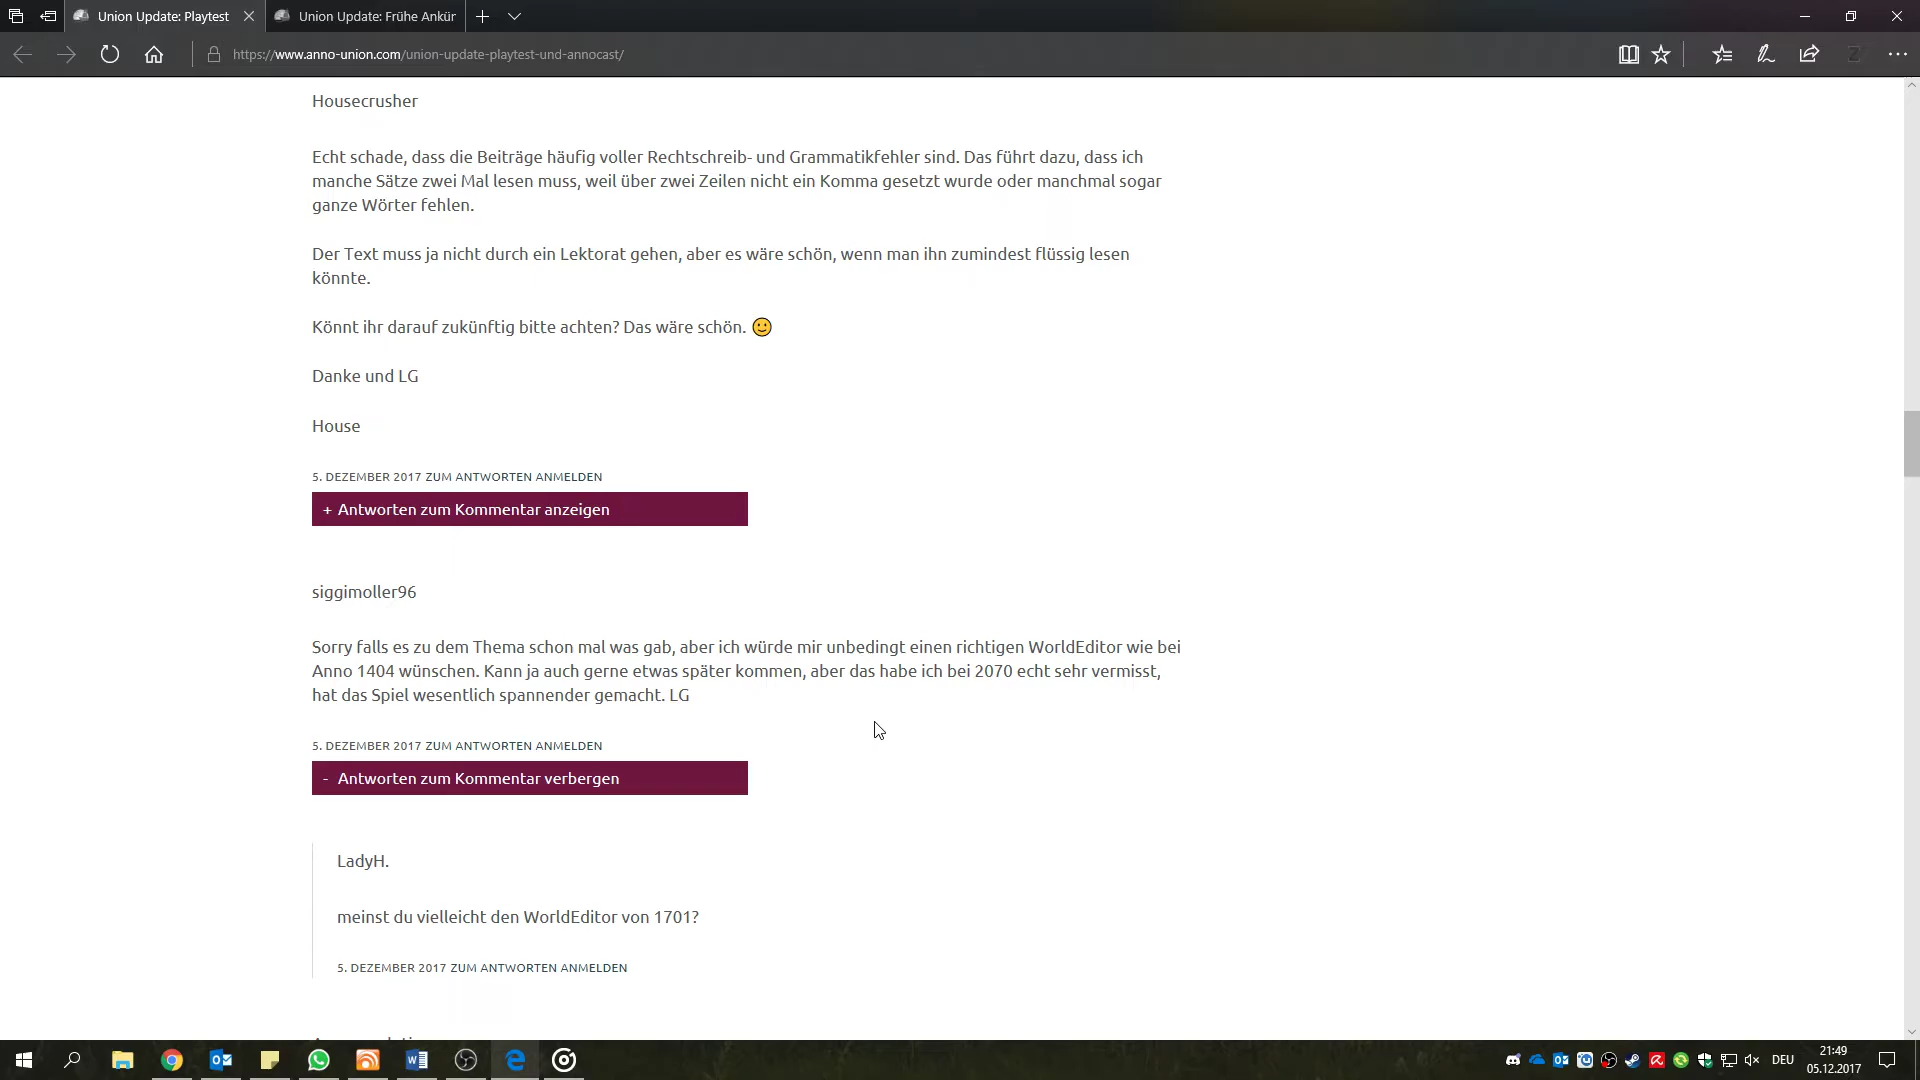 Union Update: Playtest
Union Update: Frühe Ankür
https://www.anno-union.com/union-update-playtest-und-annocast/
Housecrusher
Echt schade, dass die Beiträge häufig voller Rechtschreib- und Grammatikfehler sind. Das führt dazu, dass ich
manche Sätze zwei Mal lesen muss, weil über zwei Zeilen nicht ein Komma gesetzt wurde oder manchmal sogar
ganze Wörter fehlen.
Der Text muss ja nicht durch ein Lektorat gehen, aber es wäre schön, wenn man ihn zumindest flüssig lesen
könnte.
Könnt ihr darauf zukünftig bitte achten? Das wäre schön. 🙂
Danke und LG
House
5. DEZEMBER 2017 ZUM ANTWORTEN ANMELDEN
+ Antworten zum Kommentar anzeigen
siggimoller96
Sorry falls es zu dem Thema schon mal was gab, aber ich würde mir unbedingt einen richtigen WorldEditor wie bei
Anno 1404 wünschen. Kann ja auch gerne etwas später kommen, aber das habe ich bei 2070 echt sehr vermisst,
hat das Spiel wesentlich spannender gemacht. LG
5. DEZEMBER 2017 ZUM ANTWORTEN ANMELDEN
- Antworten zum Kommentar verbergen
LadyH.
meinst du vielleicht den WorldEditor von 1701?
5. DEZEMBER 2017 ZUM ANTWORTEN ANMELDEN
DEU
21:49
05.12.2017